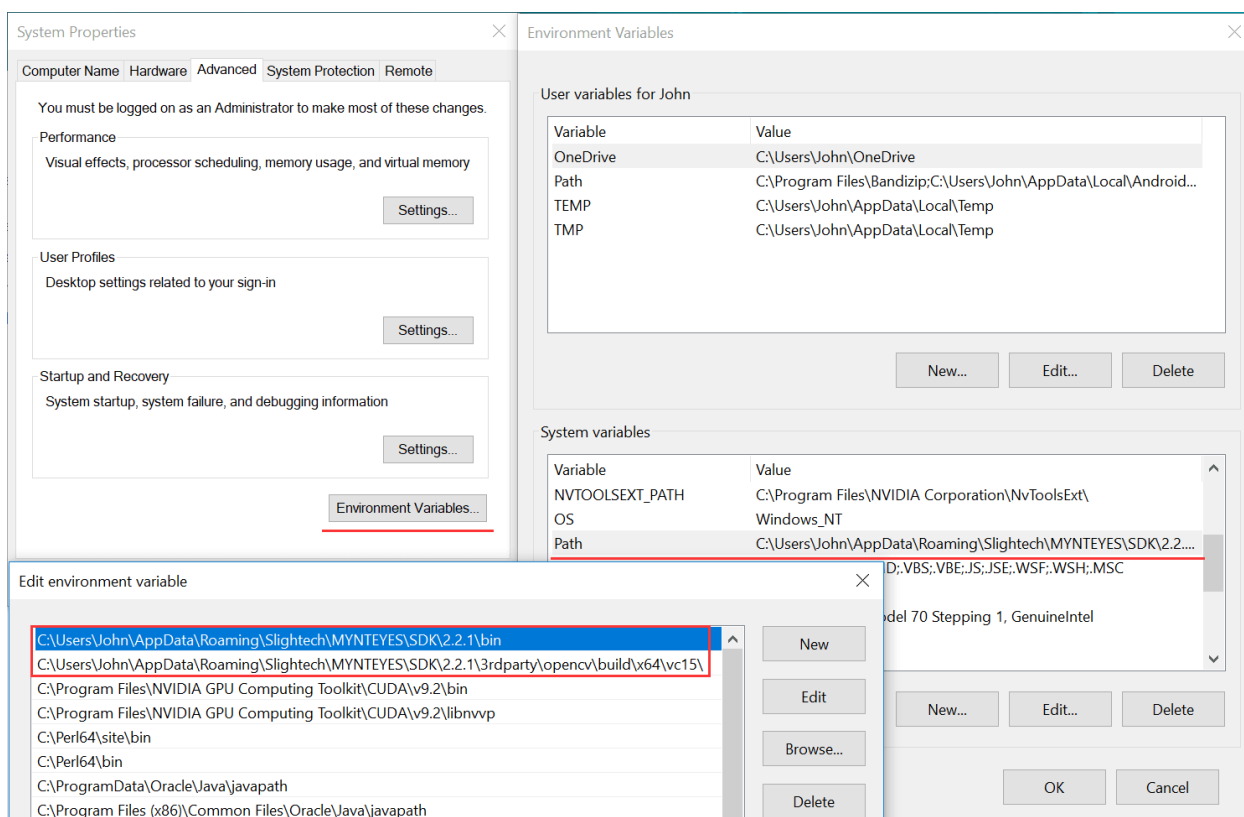 System Properties
Computer Name Hardware Advanced System Protection Remote
You must be logged on as an Administrator to make most of these changes.
Performance
Visual effects, processor scheduling, memory usage, and virtual memory
Settings...
User Profiles
Desktop settings related to your sign-in
Settings...
Startup and Recovery
System startup, system failure, and debugging information
Settings...
Environment Variables...
Environment Variables
User variables for John
Variable Value
OneDrive C:\Users\John\OneDrive
Path C:\Program Files\Bandizip;C:\Users\John\AppData\Local\Android...
TEMP C:\Users\John\AppData\Local\Temp
TMP C:\Users\John\AppData\Local\Temp
New... Edit... Delete
System variables
Variable Value
NVTOOLSEXT_PATH C:\Program Files\NVIDIA Corporation\NvToolsExt\
OS Windows_NT
Path C:\Users\John\AppData\Roaming\Slightech\MYNTEYES\SDK\2.2....
D;.VBS;.VBE;.JS;.JSE;.WSF;.WSH;.MSC
del 70 Stepping 1, GenuineIntel
New... Edit... Delete
OK Cancel
Edit environment variable
C:\Users\John\AppData\Roaming\Slightech\MYNTEYES\SDK\2.2.1\bin
C:\Users\John\AppData\Roaming\Slightech\MYNTEYES\SDK\2.2.1\3rdparty\opencv\build\x64\vc15\
C:\Program Files\NVIDIA GPU Computing Toolkit\CUDA\v9.2\bin
C:\Program Files\NVIDIA GPU Computing Toolkit\CUDA\v9.2\libnvvp
C:\Perl64\site\bin
C:\Perl64\bin
C:\ProgramData\Oracle\Java\javapath
C:\Program Files (x86)\Common Files\Oracle\Java\javapath
New
Edit
Browse...
Delete